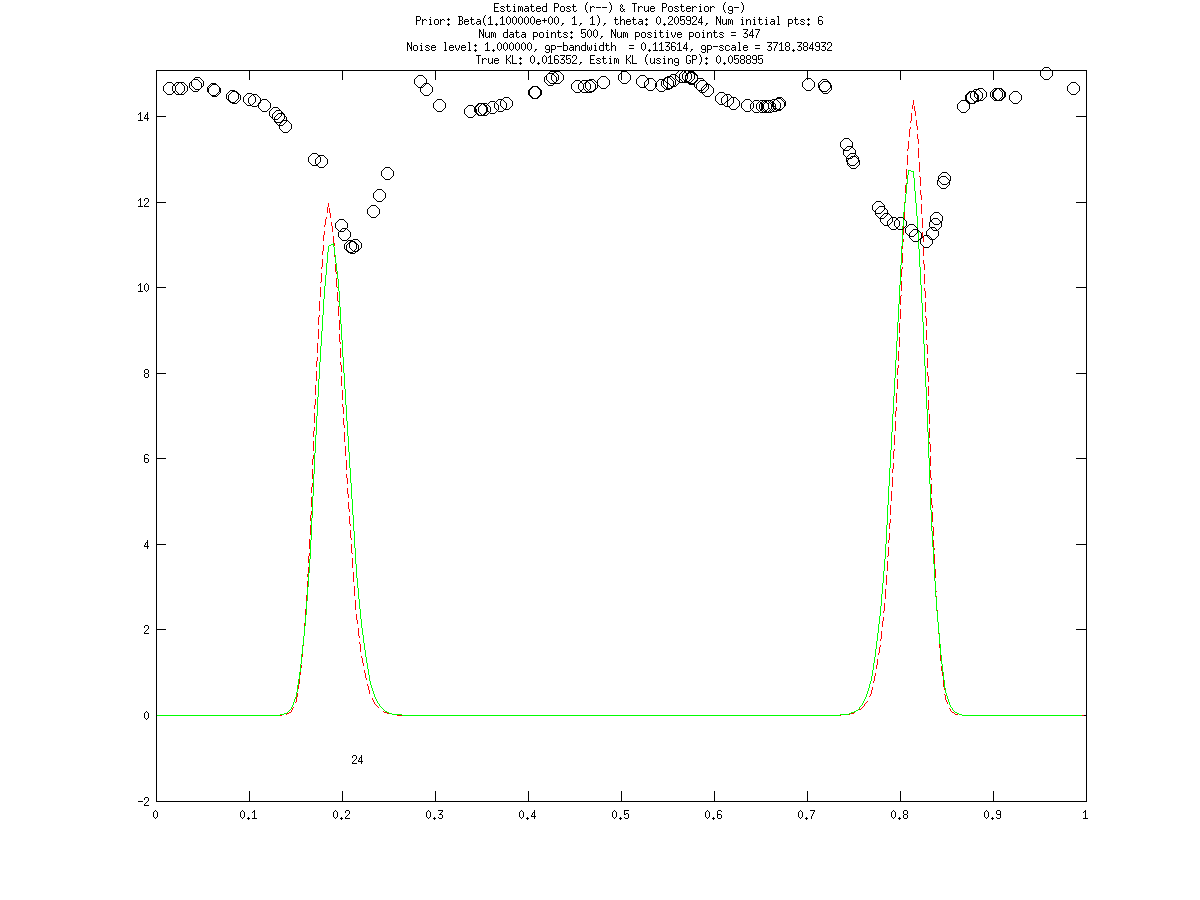 Estimated Post (r--) & True Posterior (g-)
Prior: Beta(1.100000e+00, 1, 1), theta: 0.205924, Num initial pts: 6
Num data points: 500, Num positive points = 347
Noise level: 1.000000, gp-bandwidth  = 0.113614, gp-scale = 3718.384932
True KL: 0.016352, Estim KL (using GP): 0.058895
14
12
10
8
6
4
2
0
24
-2
0 0.1 0.2 0.3 0.4 0.5 0.6 0.7 0.8 0.9 1